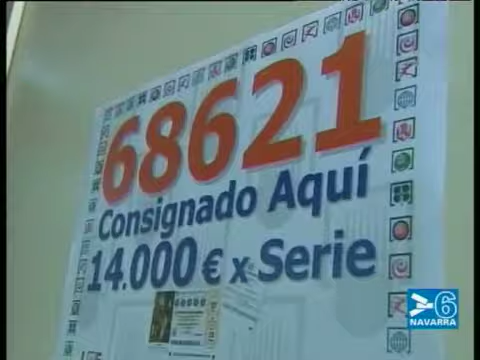 68621
Consignado Aquí
14.000 € x Serie
6
NAVARRA